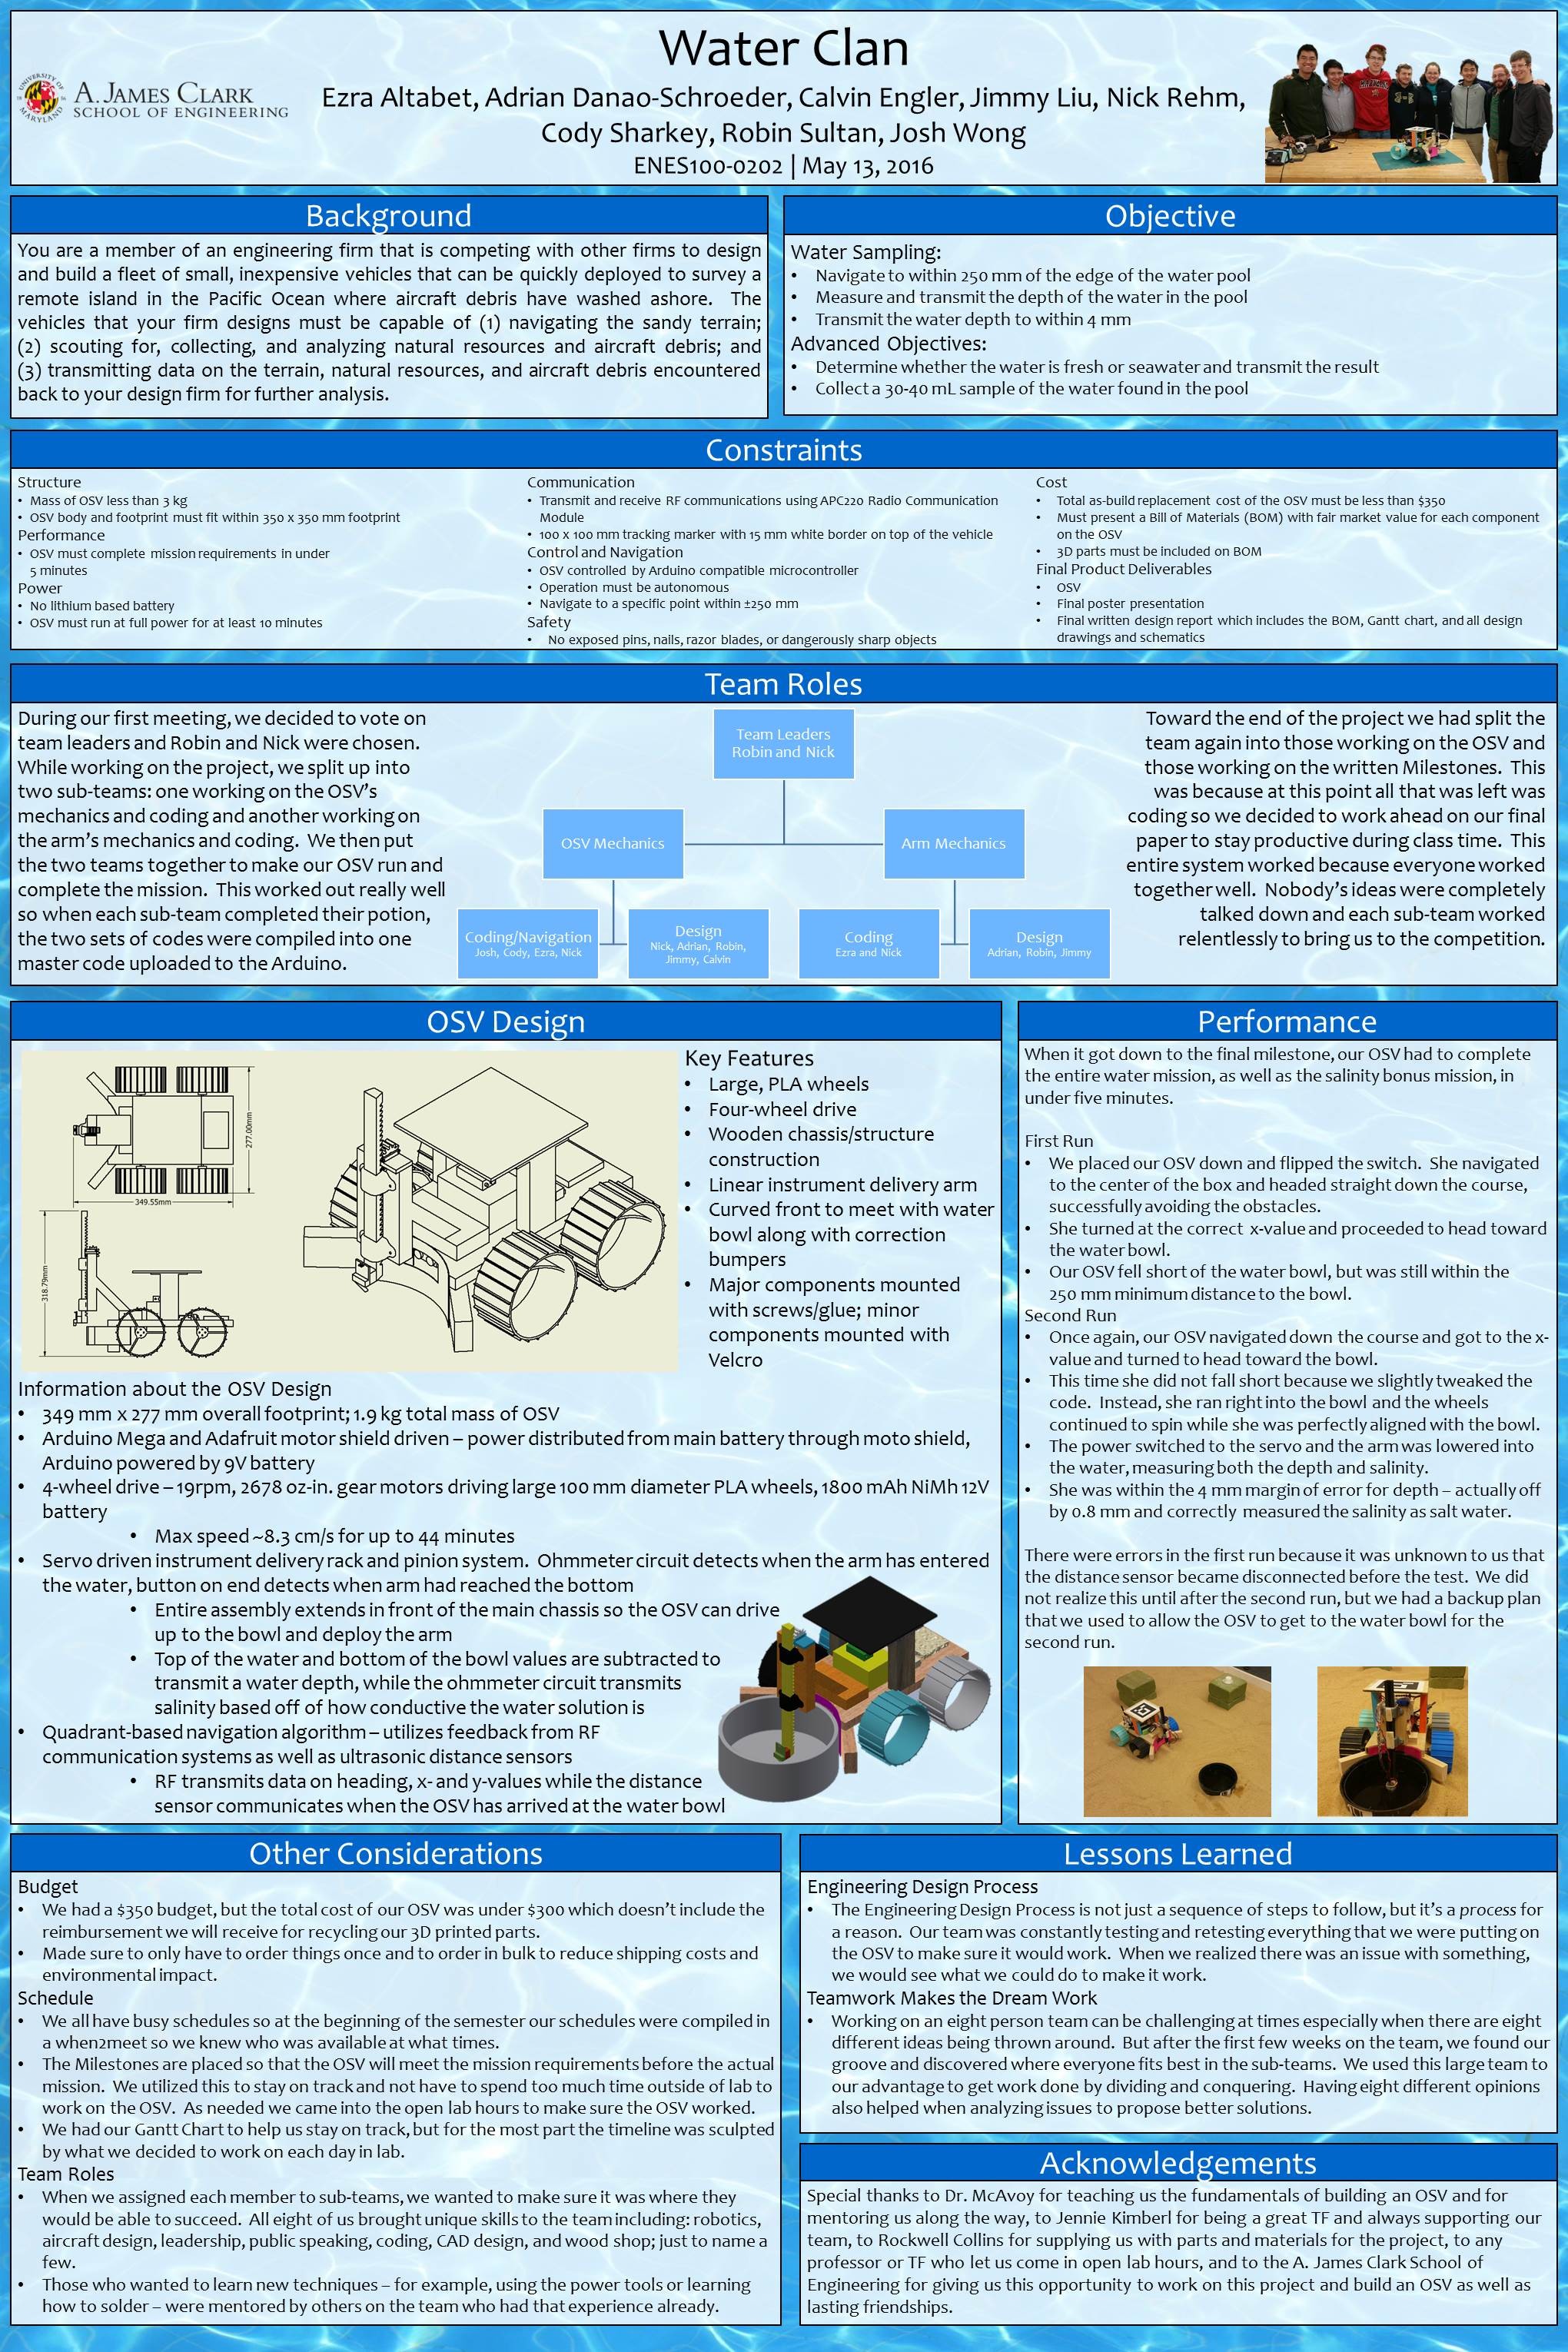 Water Clan
UNIVERSITY OF
MARYLAND
A. JAMES CLARK
SCHOOL OF ENGINEERING
Ezra Altabet, Adrian Danao-Schroeder, Calvin Engler, Jimmy Liu, Nick Rehm,
Cody Sharkey, Robin Sultan, Josh Wong
ENES100-0202 | May 13, 2016
Background
You are a member of an engineering firm that is competing with other firms to design
and build a fleet of small, inexpensive vehicles that can be quickly deployed to survey a
remote island in the Pacific Ocean where aircraft debris have washed ashore. The
vehicles that your firm designs must be capable of (1) navigating the sandy terrain;
(2) scouting for, collecting, and analyzing natural resources and aircraft debris; and
(3) transmitting data on the terrain, natural resources, and aircraft debris encountered
back to your design firm for further analysis.
Objective
Water Sampling:
• Navigate to within 250 mm of the edge of the water pool
• Measure and transmit the depth of the water in the pool
• Transmit the water depth to within 4 mm
Advanced Objectives:
• Determine whether the water is fresh or seawater and transmit the result
• Collect a 30-40 mL sample of the water found in the pool
Constraints
Structure
• Mass of OSV less than 3 kg
• OSV body and footprint must fit within 350 x 350 mm footprint
Performance
• OSV must complete mission requirements in under
5 minutes
Power
• No lithium based battery
• OSV must run at full power for at least 10 minutes
Communication
• Transmit and receive RF communications using APC220 Radio Communication
Module
• 100 x 100 mm tracking marker with 15 mm white border on top of the vehicle
Control and Navigation
• OSV controlled by Arduino compatible microcontroller
• Operation must be autonomous
• Navigate to a specific point within ±250 mm
Safety
• No exposed pins, nails, razor blades, or dangerously sharp objects
Cost
• Total as-build replacement cost of the OSV must be less than $350
• Must present a Bill of Materials (BOM) with fair market value for each component
on the OSV
• 3D parts must be included on BOM
Final Product Deliverables
• OSV
• Final poster presentation
• Final written design report which includes the BOM, Gantt chart, and all design
drawings and schematics
Team Roles
During our first meeting, we decided to vote on
team leaders and Robin and Nick were chosen.
While working on the project, we split up into
two sub-teams: one working on the OSV's
mechanics and coding and another working on
the arm's mechanics and coding. We then put
the two teams together to make our OSV run and
complete the mission. This worked out really well
so when each sub-team completed their potion,
the two sets of codes were compiled into one
master code uploaded to the Arduino.
Team Leaders
Robin and Nick
OSV Mechanics
Arm Mechanics
Coding/Navigation
Josh, Cody, Ezra, Nick
Design
Nick, Adrian, Robin,
Jimmy, Calvin
Coding
Ezra and Nick
Design
Adrian, Robin, Jimmy
Toward the end of the project we had split the
team again into those working on the OSV and
those working on the written Milestones. This
was because at this point all that was left was
coding so we decided to work ahead on our final
paper to stay productive during class time. This
entire system worked because everyone worked
together well. Nobody's ideas were completely
talked down and each sub-team worked
relentlessly to bring us to the competition.
OSV Design
277.00mm
349.55mm
318.79mm
Key Features
• Large, PLA wheels
• Four-wheel drive
• Wooden chassis/structure
construction
• Linear instrument delivery arm
• Curved front to meet with water
bowl along with correction
bumpers
• Major components mounted
with screws/glue; minor
components mounted with
Velcro
Information about the OSV Design
• 349 mm x 277 mm overall footprint; 1.9 kg total mass of OSV
• Arduino Mega and Adafruit motor shield driven – power distributed from main battery through moto shield,
Arduino powered by 9V battery
• 4-wheel drive – 19rpm, 2678 oz-in. gear motors driving large 100 mm diameter PLA wheels, 1800 mAh NiMh 12V
battery
• Max speed ~8.3 cm/s for up to 44 minutes
• Servo driven instrument delivery rack and pinion system. Ohmmeter circuit detects when the arm has entered
the water, button on end detects when arm had reached the bottom
• Entire assembly extends in front of the main chassis so the OSV can drive
up to the bowl and deploy the arm
• Top of the water and bottom of the bowl values are subtracted to
transmit a water depth, while the ohmmeter circuit transmits
salinity based off of how conductive the water solution is
• Quadrant-based navigation algorithm – utilizes feedback from RF
communication systems as well as ultrasonic distance sensors
• RF transmits data on heading, x- and y-values while the distance
sensor communicates when the OSV has arrived at the water bowl
Performance
When it got down to the final milestone, our OSV had to complete
the entire water mission, as well as the salinity bonus mission, in
under five minutes.
First Run
• We placed our OSV down and flipped the switch. She navigated
to the center of the box and headed straight down the course,
successfully avoiding the obstacles.
• She turned at the correct x-value and proceeded to head toward
the water bowl.
• Our OSV fell short of the water bowl, but was still within the
250 mm minimum distance to the bowl.
Second Run
• Once again, our OSV navigated down the course and got to the x-
value and turned to head toward the bowl.
• This time she did not fall short because we slightly tweaked the
code. Instead, she ran right into the bowl and the wheels
continued to spin while she was perfectly aligned with the bowl.
• The power switched to the servo and the arm was lowered into
the water, measuring both the depth and salinity.
• She was within the 4 mm margin of error for depth – actually off
by 0.8 mm and correctly measured the salinity as salt water.
There were errors in the first run because it was unknown to us that
the distance sensor became disconnected before the test. We did
not realize this until after the second run, but we had a backup plan
that we used to allow the OSV to get to the water bowl for the
second run.
Other Considerations
Budget
• We had a $350 budget, but the total cost of our OSV was under $300 which doesn't include the
reimbursement we will receive for recycling our 3D printed parts.
• Made sure to only have to order things once and to order in bulk to reduce shipping costs and
environmental impact.
Schedule
• We all have busy schedules so at the beginning of the semester our schedules were compiled in
a when2meet so we knew who was available at what times.
• The Milestones are placed so that the OSV will meet the mission requirements before the actual
mission. We utilized this to stay on track and not have to spend too much time outside of lab to
work on the OSV. As needed we came into the open lab hours to make sure the OSV worked.
• We had our Gantt Chart to help us stay on track, but for the most part the timeline was sculpted
by what we decided to work on each day in lab.
Team Roles
• When we assigned each member to sub-teams, we wanted to make sure it was where they
would be able to succeed. All eight of us brought unique skills to the team including: robotics,
aircraft design, leadership, public speaking, coding, CAD design, and wood shop; just to name a
few.
• Those who wanted to learn new techniques – for example, using the power tools or learning
how to solder – were mentored by others on the team who had that experience already.
Lessons Learned
Engineering Design Process
• The Engineering Design Process is not just a sequence of steps to follow, but it's a process for
a reason. Our team was constantly testing and retesting everything that we were putting on
the OSV to make sure it would work. When we realized there was an issue with something,
we would see what we could do to make it work.
Teamwork Makes the Dream Work
• Working on an eight person team can be challenging at times especially when there are eight
different ideas being thrown around. But after the first few weeks on the team, we found our
groove and discovered where everyone fits best in the sub-teams. We used this large team to
our advantage to get work done by dividing and conquering. Having eight different opinions
also helped when analyzing issues to propose better solutions.
Acknowledgements
Special thanks to Dr. McAvoy for teaching us the fundamentals of building an OSV and for
mentoring us along the way, to Jennie Kimberl for being a great TF and always supporting our
team, to Rockwell Collins for supplying us with parts and materials for the project, to any
professor or TF who let us come in open lab hours, and to the A. James Clark School of
Engineering for giving us this opportunity to work on this project and build an OSV as well as
lasting friendships.